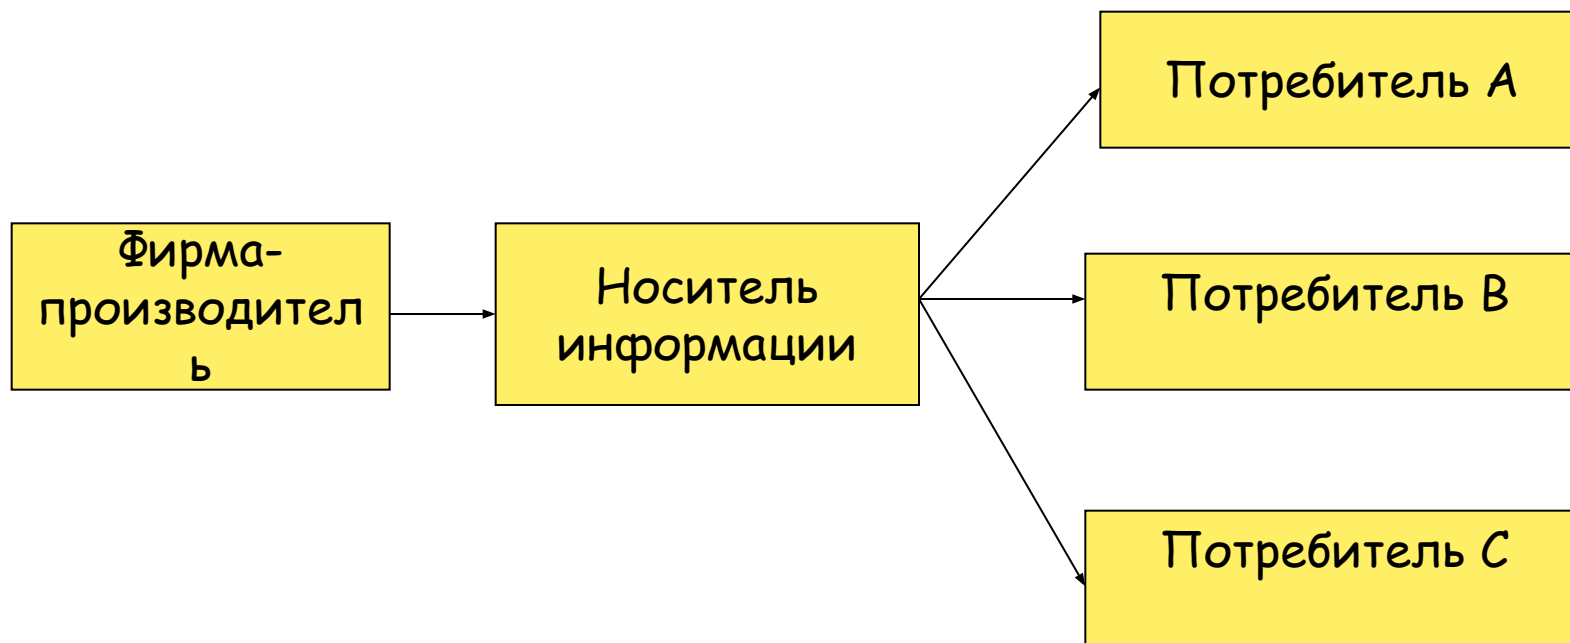 Фирма-
производител
ь
Носитель
информации
Потребитель А
Потребитель В
Потребитель С